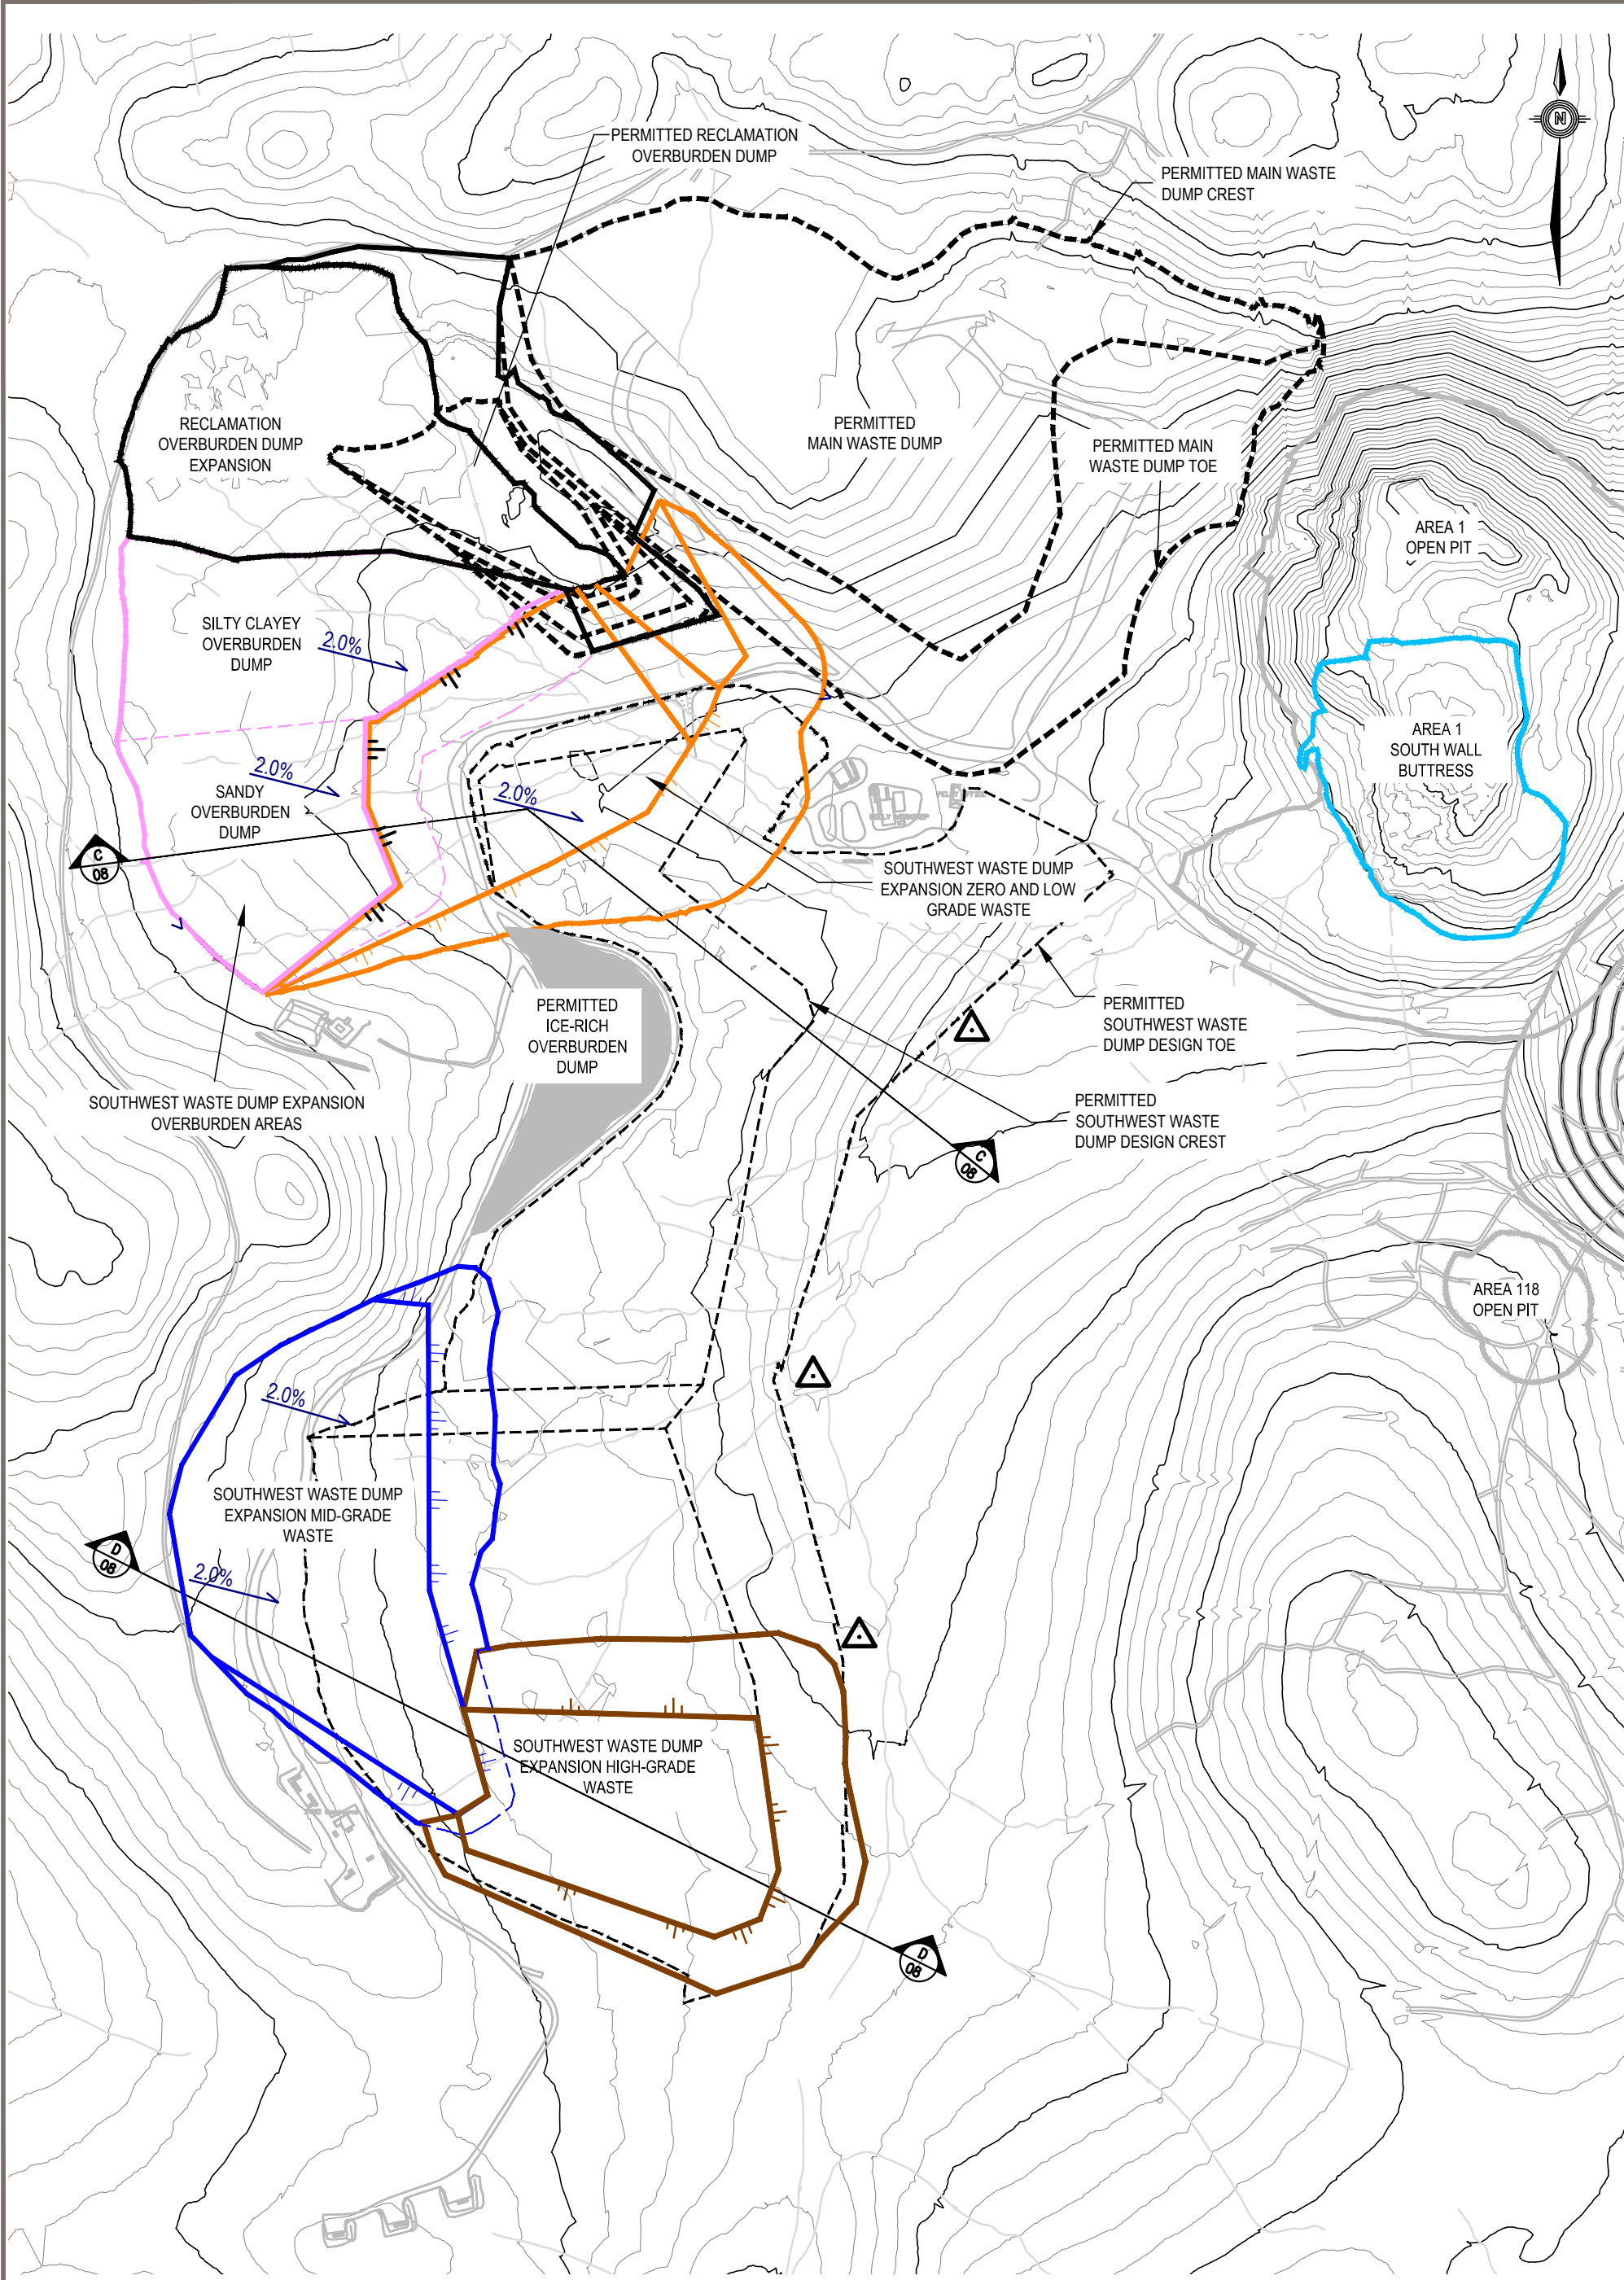 N
PERMITTED RECLAMATION
OVERBURDEN DUMP
PERMITTED MAIN WASTE
DUMP CREST
RECLAMATION
OVERBURDEN DUMP
EXPANSION
PERMITTED
MAIN WASTE DUMP
PERMITTED MAIN
WASTE DUMP TOE
AREA 1
OPEN PIT
SILTY CLAYEY
OVERBURDEN
DUMP
2.0%
AREA 1
SOUTH WALL
BUTTRESS
2.0%
SANDY
OVERBURDEN
DUMP
2.0%
C
08
SOUTHWEST WASTE DUMP
EXPANSION ZERO AND LOW
GRADE WASTE
PERMITTED
ICE-RICH
OVERBURDEN
DUMP
PERMITTED
SOUTHWEST WASTE
DUMP DESIGN TOE
SOUTHWEST WASTE DUMP EXPANSION
OVERBURDEN AREAS
PERMITTED
SOUTHWEST WASTE
DUMP DESIGN CREST
C
08
AREA 118
OPEN PIT
2.0%
SOUTHWEST WASTE DUMP
EXPANSION MID-GRADE
WASTE
D
08
2.0%
SOUTHWEST WASTE DUMP
EXPANSION HIGH-GRADE
WASTE
D
08